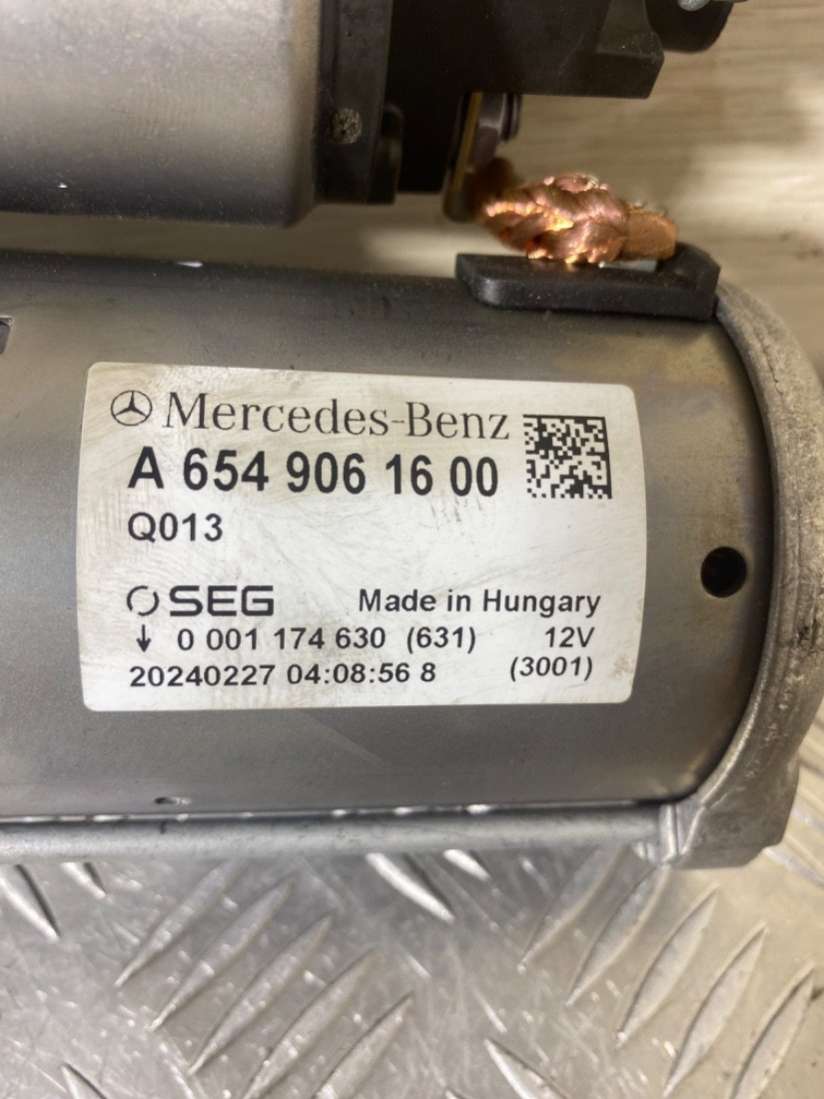 Mercedes-Benz
A 654 906 16 00
Q013
SEG Made in Hungary
↓ 0 001 174 630 (631) 12V
20240227 04:08:56 8 (3001)